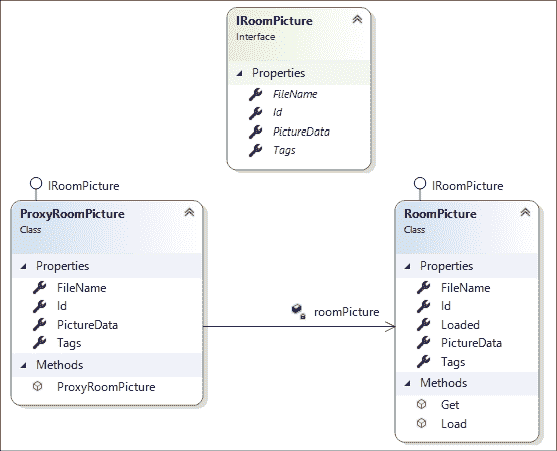 IRoomPicture
Interface
Properties
FileName
Id
PictureData
Tags
IRoomPicture
ProxyRoomPicture
Class
Properties
FileName
Id
PictureData
Tags
Methods
ProxyRoomPicture
roomPicture
IRoomPicture
RoomPicture
Class
Properties
FileName
Id
Loaded
PictureData
Tags
Methods
Get
Load